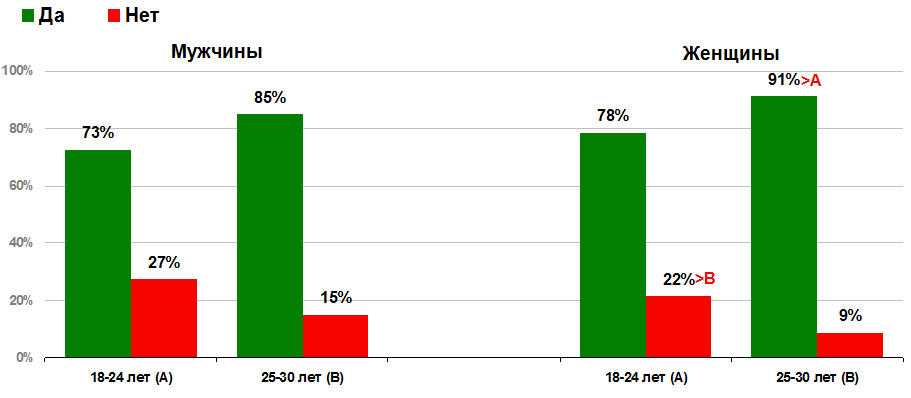 Да Нет
Мужчины Женщины
100%
80%
60%
40%
20%
0%
73%
27%
85%
15%
78%
22%>B
91%>A
9%
18-24 лет (A) 25-30 лет (B) 18-24 лет (A) 25-30 лет (B)